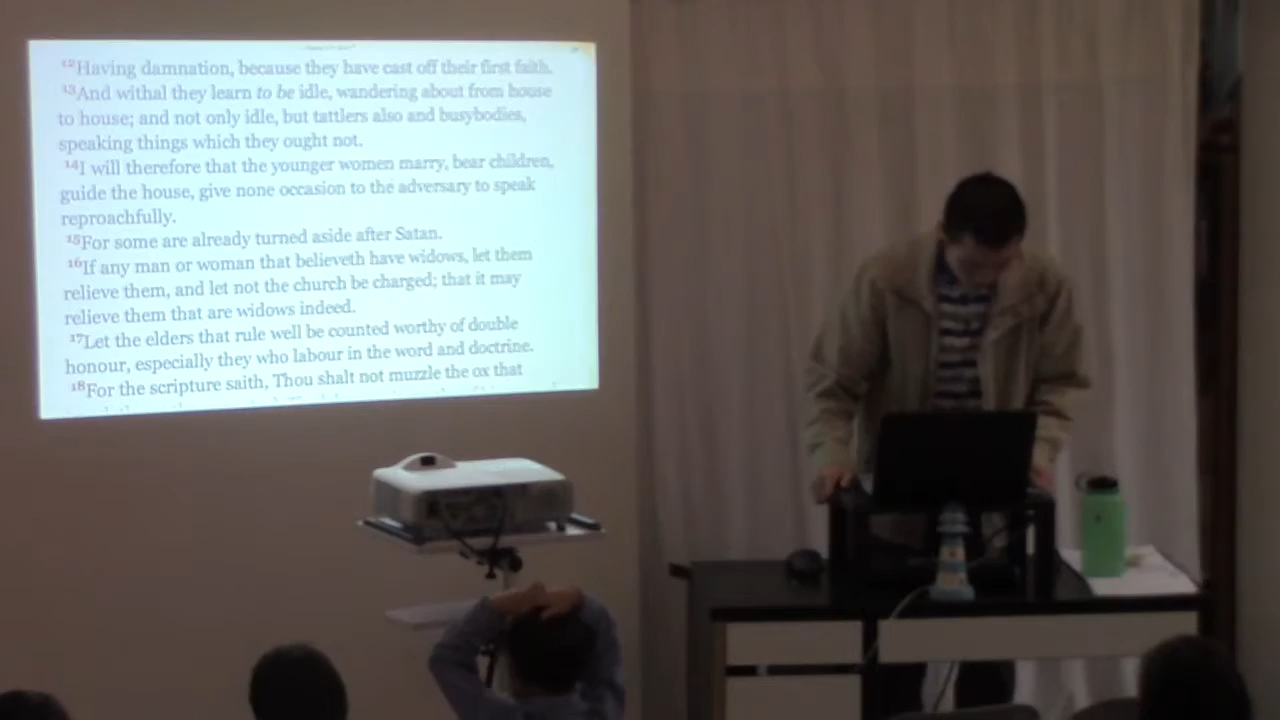 12Having damnation, because they have cast off their first faith.
13And withal they learn to be idle, wandering about from house
to house; and not only idle, but tattlers also and busybodies,
speaking things which they ought not.
14I will therefore that the younger women marry, bear children,
guide the house, give none occasion to the adversary to speak
reproachfully.
15For some are already turned aside after Satan.
16If any man or woman that believeth have widows, let them
relieve them, and let not the church be charged; that it may
relieve them that are widows indeed.
17Let the elders that rule well be counted worthy of double
honour, especially they who labour in the word and doctrine.
18For the scripture saith, Thou shalt not muzzle the ox that